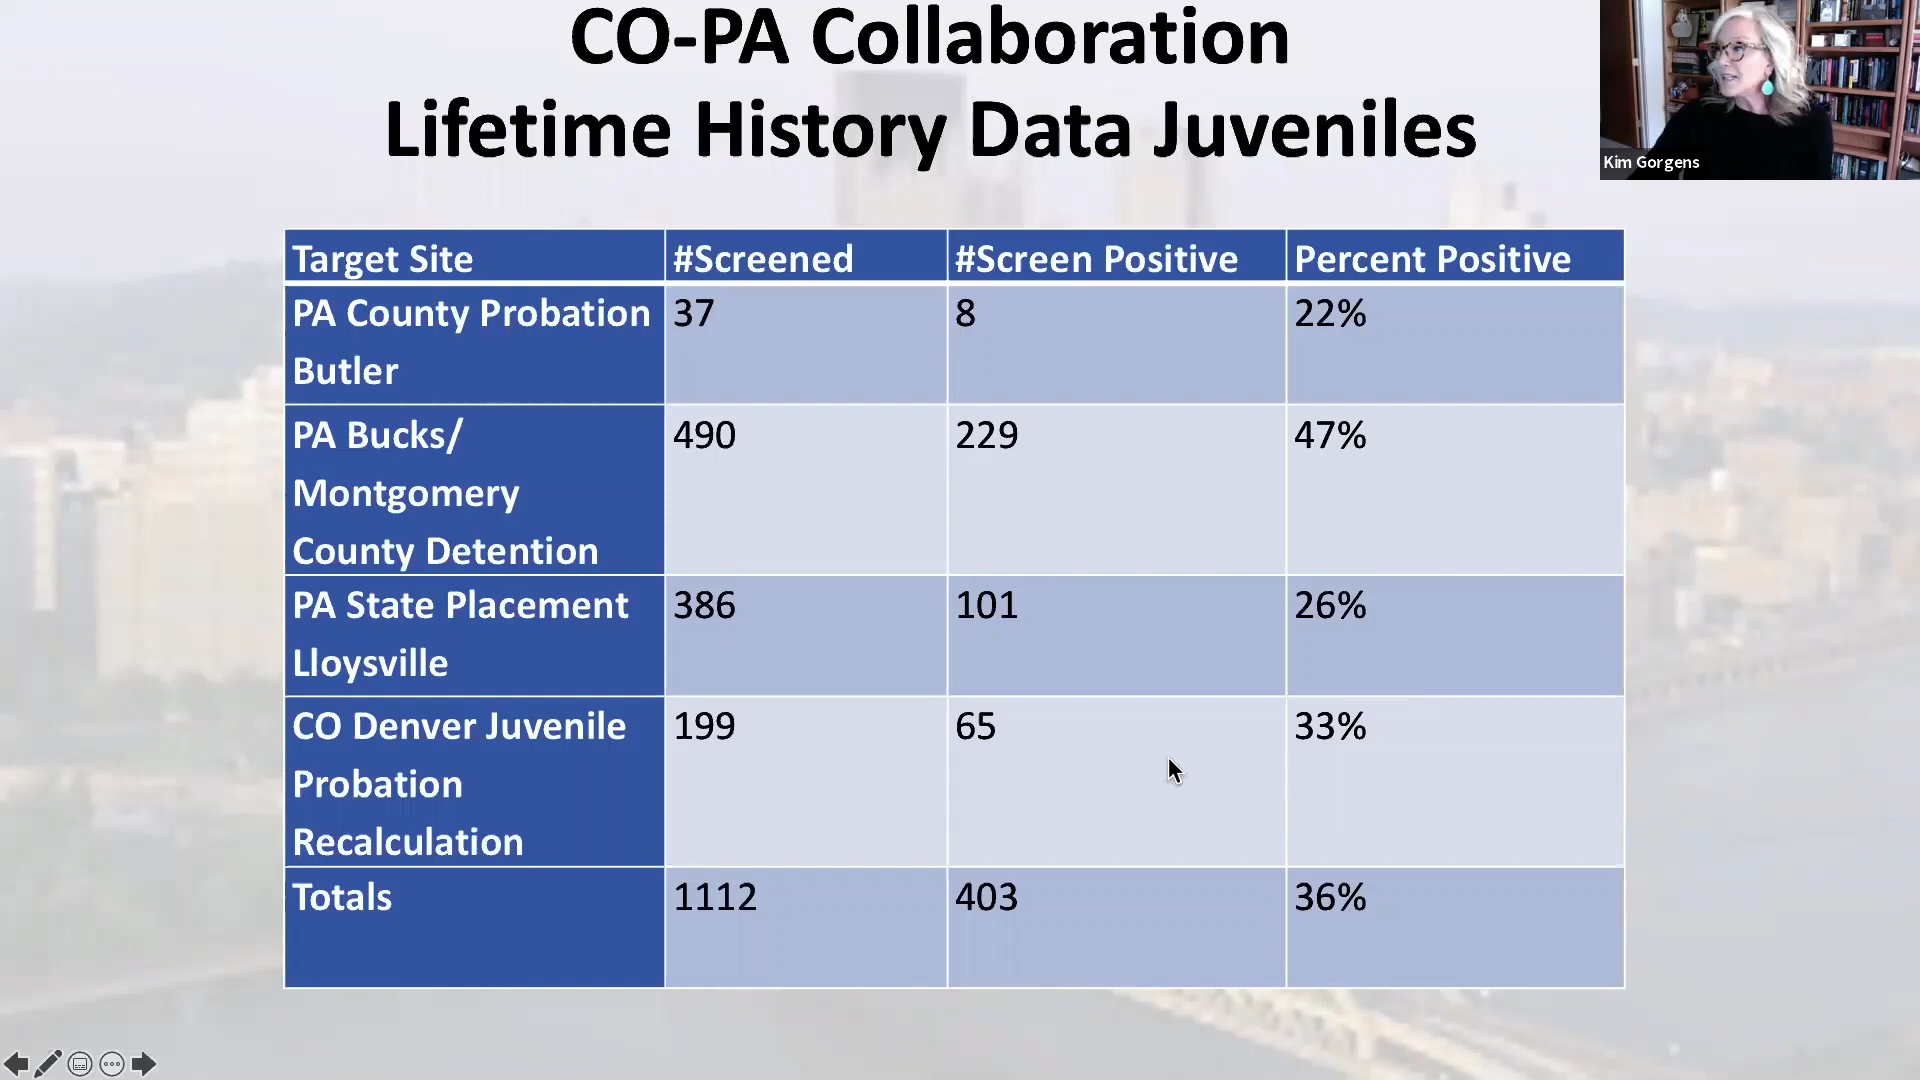 CO-PA Collaboration
Lifetime History Data Juveniles
Kim Gorgens
Target Site #Screened #Screen Positive Percent Positive
PA County Probation 37 8 22%
Butler
PA Bucks/ 490 229 47%
Montgomery
County Detention
PA State Placement 386 101 26%
Lloysville
CO Denver Juvenile 199 65 33%
Probation
Recalculation
Totals 1112 403 36%